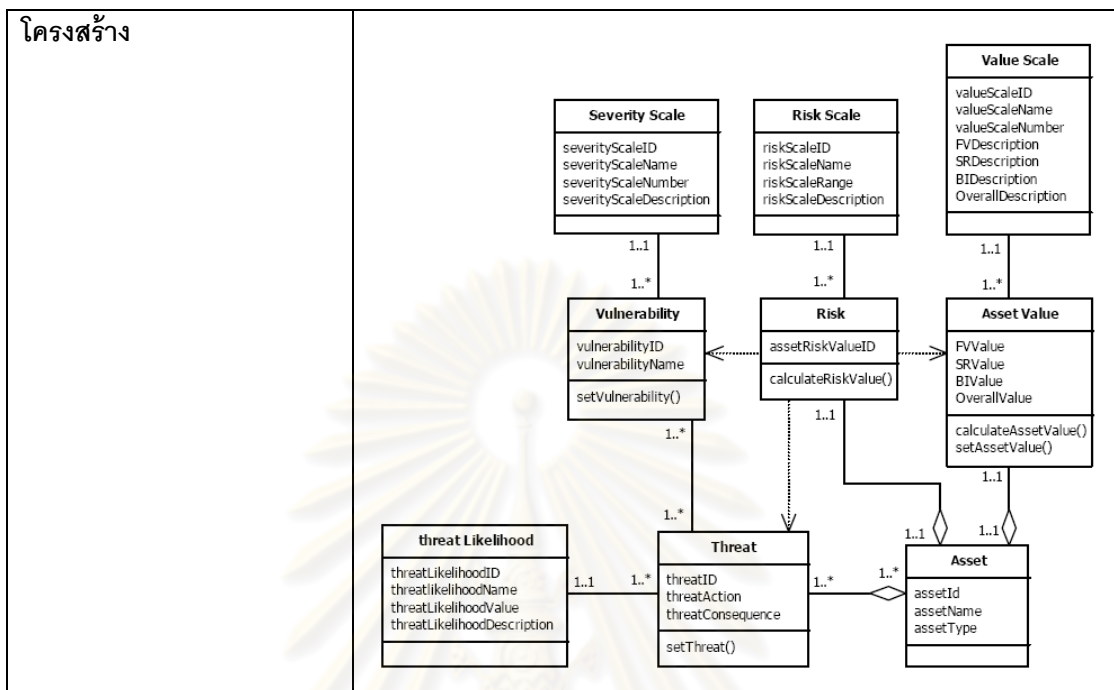 โครงสร้าง
Value Scale
valueScaleID
valueScaleName
valueScaleNumber
FVDescription
SRDescription
BIDescription
OverallDescription
Severity Scale
severityScaleID
severityScaleName
severityScaleNumber
severityScaleDescription
Risk Scale
riskScaleID
riskScaleName
riskScaleRange
riskScaleDescription
1..1
1..*
1..1
1..*
1..1
1..*
Vulnerability
vulnerabilityID
vulnerabilityName
setVulnerability()
Risk
assetRiskValueID
calculateRiskValue()
Asset Value
FVValue
SRValue
BIValue
OverallValue
calculateAssetValue()
setAssetValue()
1..*
1..*
1..1
1..1
1..1
1..1
threat Likelihood
threatLikelihoodID
threatlikelihoodName
threatLikelihoodValue
threatLikelihoodDescription
1..1
1..*
Threat
threatID
threatAction
threatConsequence
setThreat()
1..*
1..*
Asset
assetId
assetName
assetType